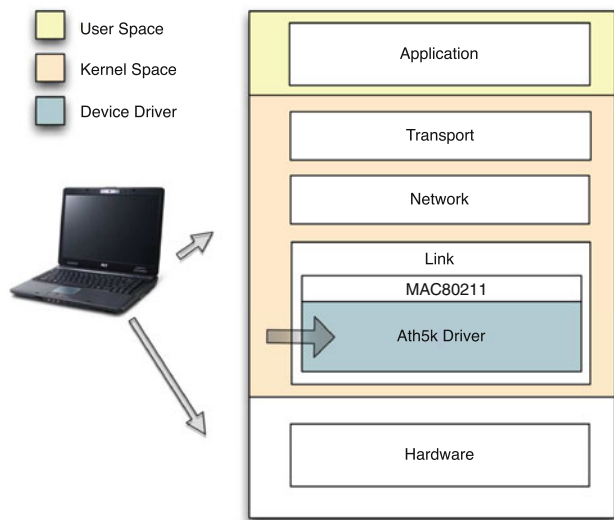 User Space
Kernel Space
Device Driver
Application
Transport
Network
Link
MAC80211
Ath5k Driver
Hardware